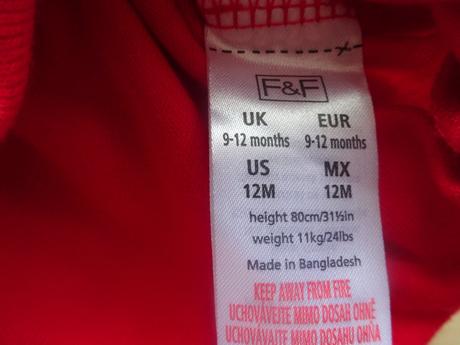 F&F
UK EUR
9-12 months 9-12 months
US MX
12M 12M
height 80cm/31½in
weight 11kg/24lbs
Made in Bangladesh
KEEP AWAY FROM FIRE
UCHOVÁVEJTE MIMO DOSAH OHNĚ
UCHOVÁVAJTE MIMO DOSAHU OHŇA